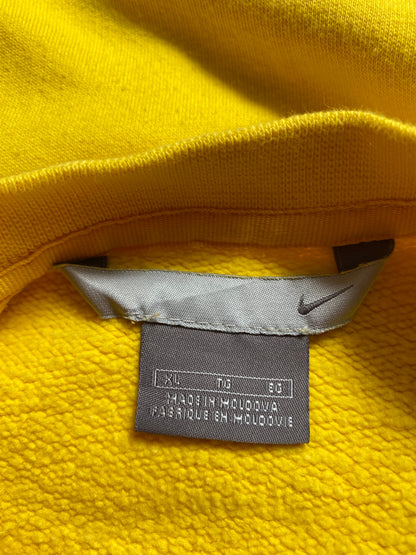 XL TG EG
MADE IN MOLDOVA
FABRIQUE EN MOLDOVIE